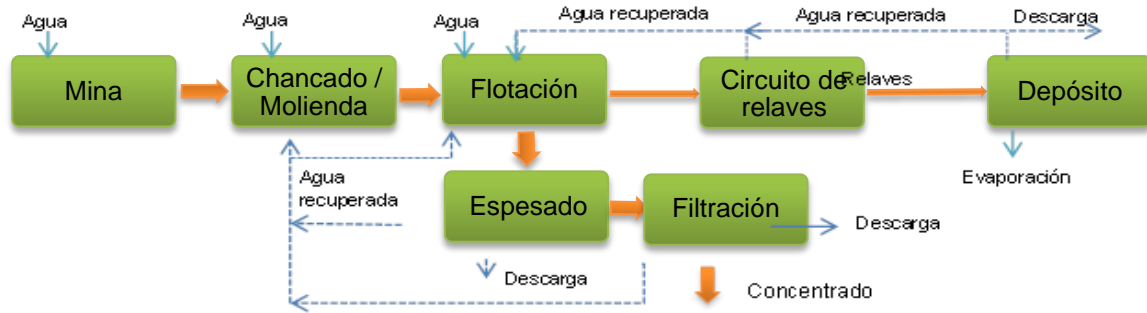 Agua
Agua
Agua
Agua recuperada
Agua recuperada
Descarga
Mina
Chancado /
Molienda
Flotación
Circuito de
relaves
Relaves
Depósito
Agua
recuperada
Espesado
Filtración
Evaporación
Descarga
Descarga
Concentrado